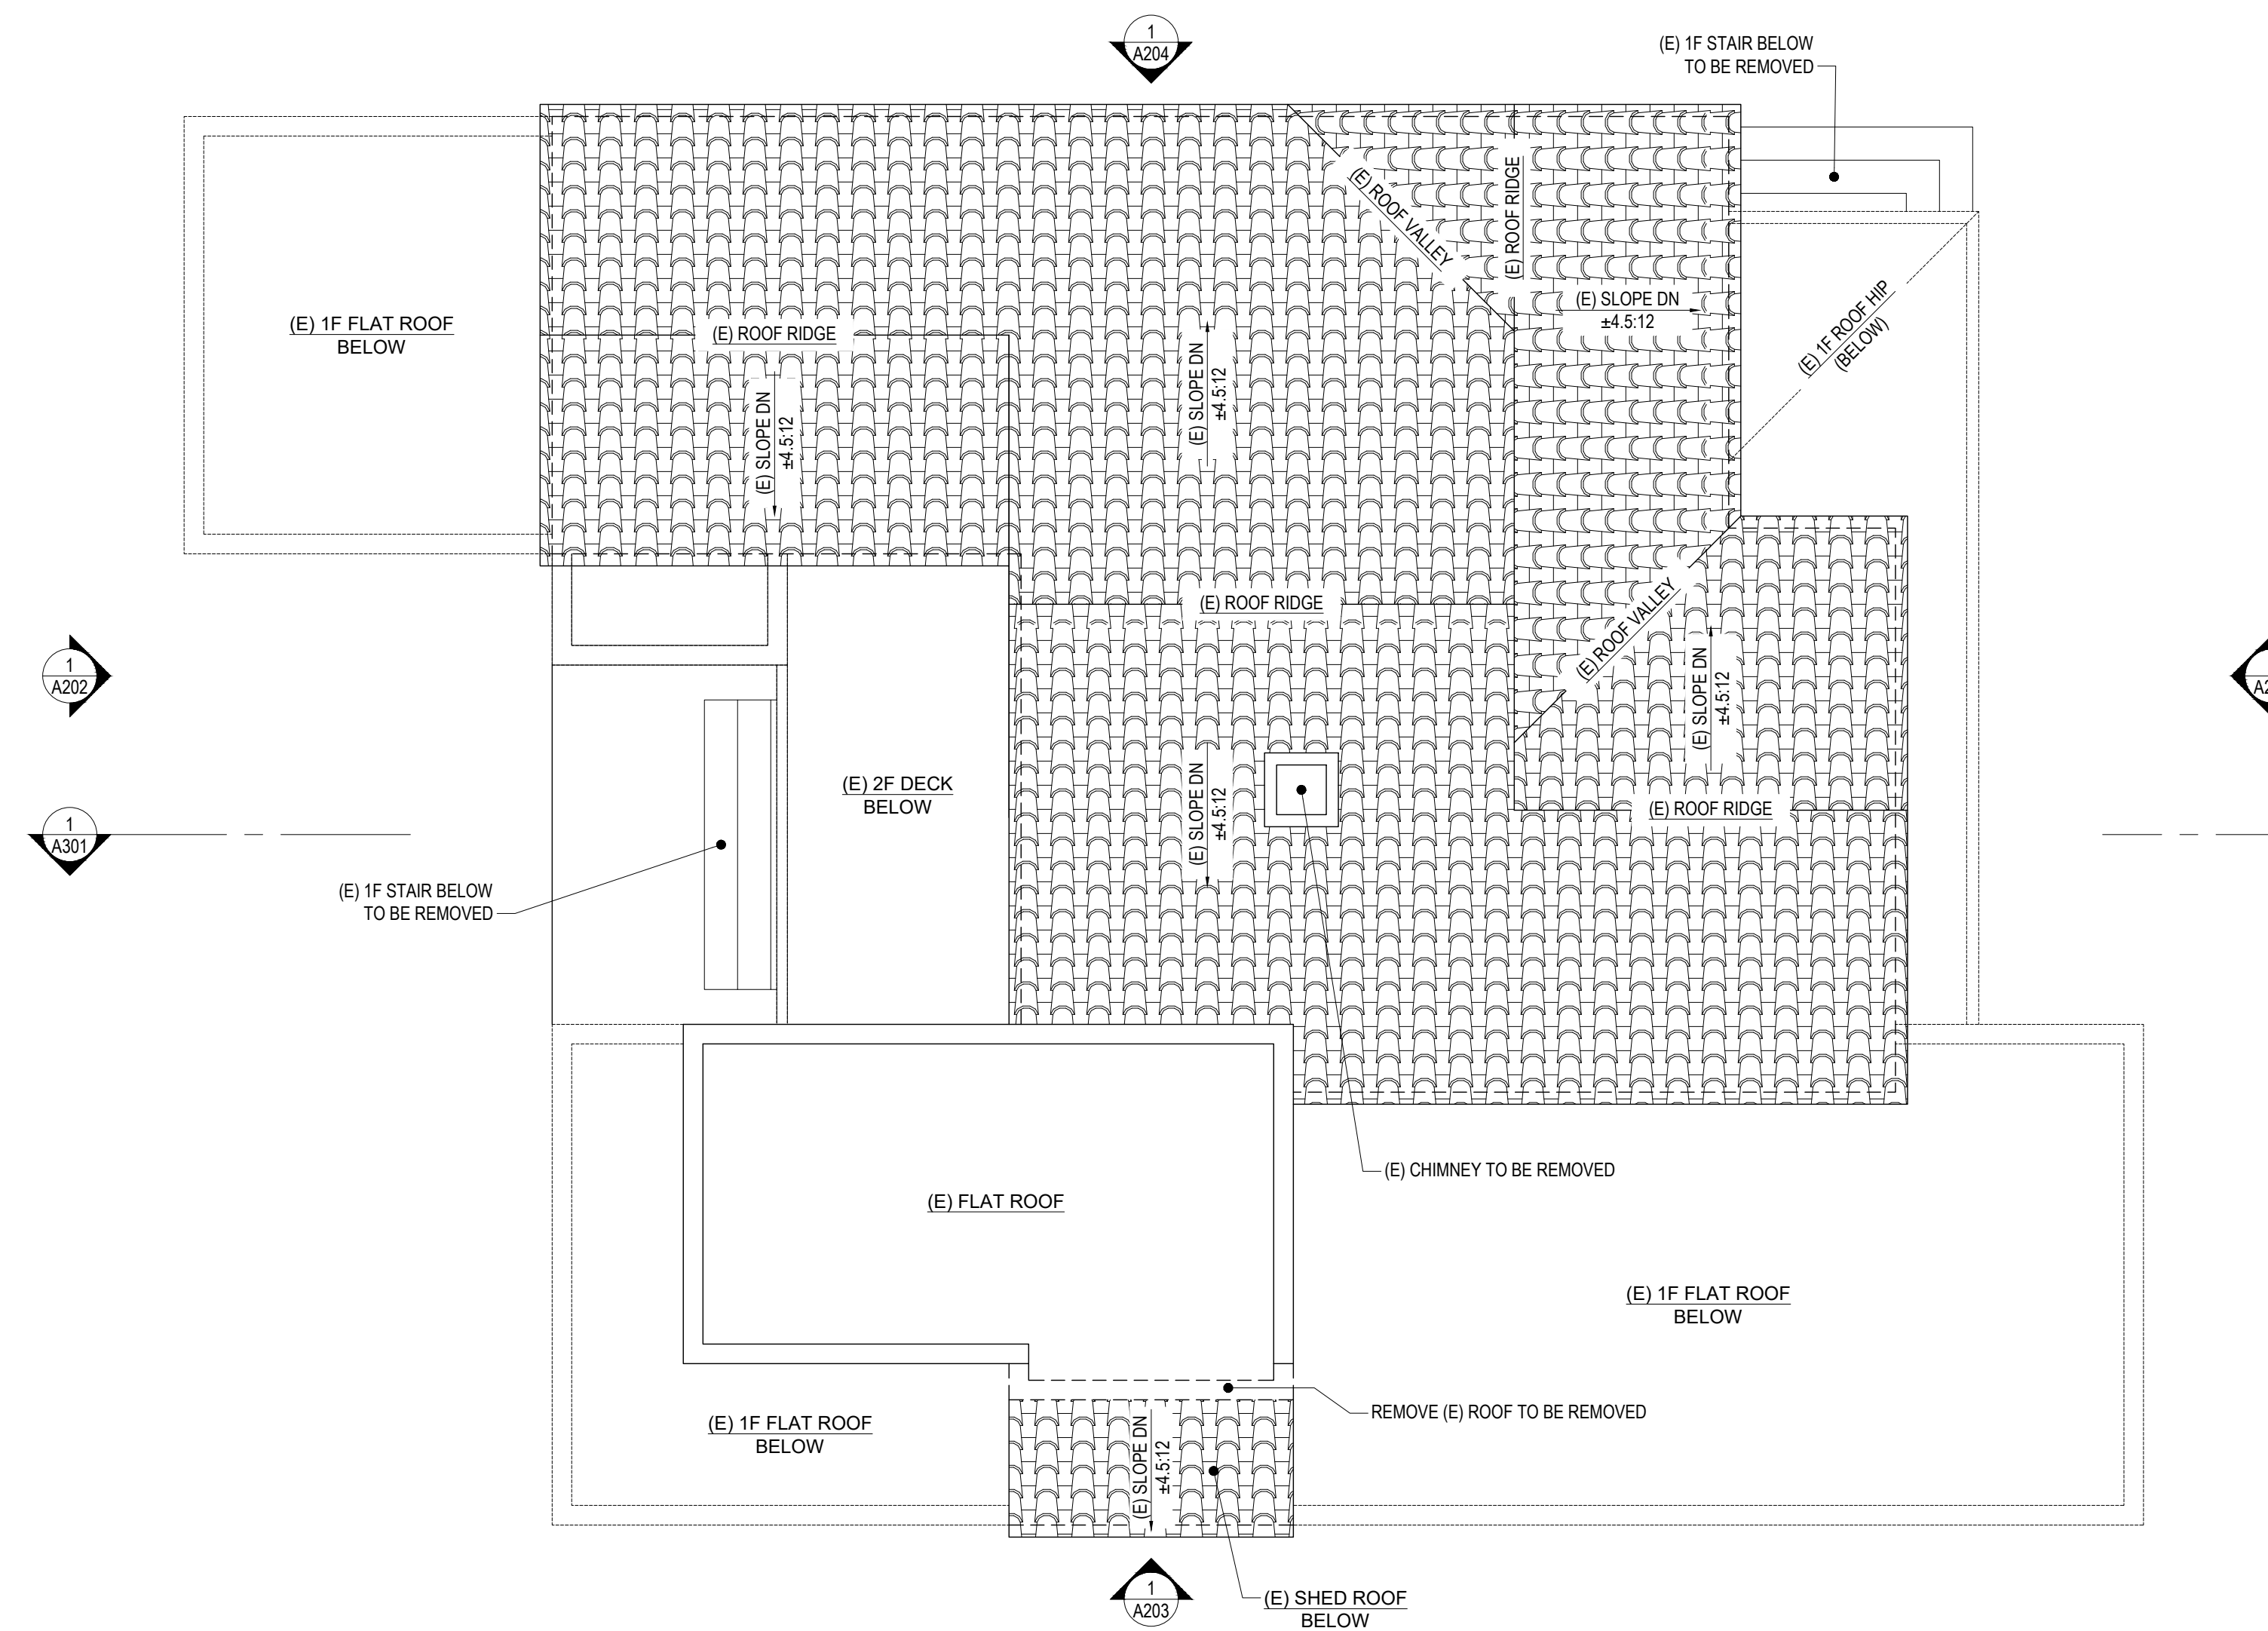 1
A204
(E) 1F STAIR BELOW
TO BE REMOVED
(E) ROOF VALLEY
(E) ROOF RIDGE
(E) SLOPE DN
±4.5:12
(E) 1F ROOF HIP
(BELOW)
(E) 1F FLAT ROOF
BELOW
(E) ROOF RIDGE
(E) SLOPE DN
±4.5:12
(E) SLOPE DN
±4.5:12
(E) ROOF RIDGE
(E) ROOF VALLEY
(E) SLOPE DN
±4.5:12
1
A202
(E) 2F DECK
BELOW
(E) SLOPE DN
±4.5:12
(E) ROOF RIDGE
1
A301
(E) 1F STAIR BELOW
TO BE REMOVED
(E) CHIMNEY TO BE REMOVED
(E) FLAT ROOF
(E) 1F FLAT ROOF
BELOW
REMOVE (E) ROOF TO BE REMOVED
(E) 1F FLAT ROOF
BELOW
(E) SLOPE DN
±4.5:12
1
A203
(E) SHED ROOF
BELOW